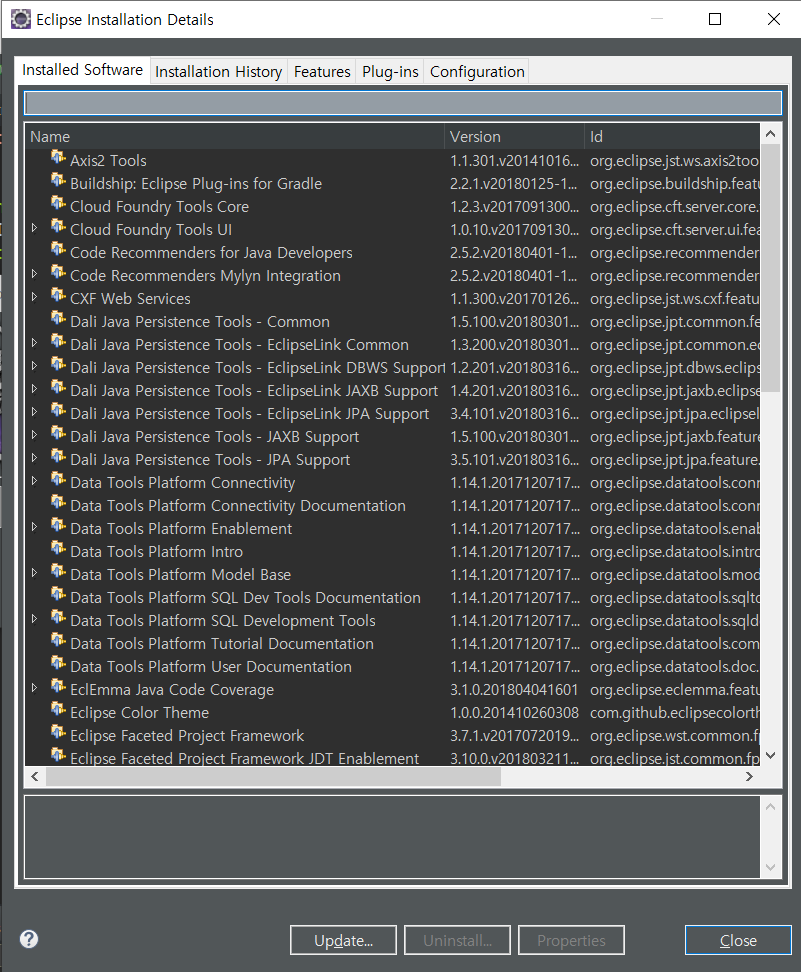 Eclipse Installation Details
Installed Software Installation History Features Plug-ins Configuration
Name Version Id
Axis2 Tools 1.1.301.v20141016... org.eclipse.jst.ws.axis2too
Buildship: Eclipse Plug-ins for Gradle 2.2.1.v20180125-1... org.eclipse.buildship.featu
Cloud Foundry Tools Core 1.2.3.v2017091300... org.eclipse.cft.server.core.
Cloud Foundry Tools UI 1.0.10.v201709130... org.eclipse.cft.server.ui.fea
Code Recommenders for Java Developers 2.5.2.v20180401-1... org.eclipse.recommender
Code Recommenders Mylyn Integration 2.5.2.v20180401-1... org.eclipse.recommender
CXF Web Services 1.1.300.v20170126... org.eclipse.jst.ws.cxf.featu
Dali Java Persistence Tools - Common 1.5.100.v20180301... org.eclipse.jpt.common.fe
Dali Java Persistence Tools - EclipseLink Common 1.3.200.v20180301... org.eclipse.jpt.common.ec
Dali Java Persistence Tools - EclipseLink DBWS Support 1.2.201.v20180316... org.eclipse.jpt.dbws.eclips
Dali Java Persistence Tools - EclipseLink JAXB Support 1.4.201.v20180316... org.eclipse.jpt.jaxb.eclipse
Dali Java Persistence Tools - EclipseLink JPA Support 3.4.101.v20180316... org.eclipse.jpt.jpa.eclipsel
Dali Java Persistence Tools - JAXB Support 1.5.100.v20180301... org.eclipse.jpt.jaxb.feature
Dali Java Persistence Tools - JPA Support 3.5.101.v20180316... org.eclipse.jpt.jpa.feature.
Data Tools Platform Connectivity 1.14.1.2017120717... org.eclipse.datatools.conn
Data Tools Platform Connectivity Documentation 1.14.1.2017120717... org.eclipse.datatools.conn
Data Tools Platform Enablement 1.14.1.2017120717... org.eclipse.datatools.enab
Data Tools Platform Intro 1.14.1.2017120717... org.eclipse.datatools.intro
Data Tools Platform Model Base 1.14.1.2017120717... org.eclipse.datatools.mod
Data Tools Platform SQL Dev Tools Documentation 1.14.1.2017120717... org.eclipse.datatools.sqltc
Data Tools Platform SQL Development Tools 1.14.1.2017120717... org.eclipse.datatools.sqld
Data Tools Platform Tutorial Documentation 1.14.1.2017120717... org.eclipse.datatools.com
Data Tools Platform User Documentation 1.14.1.2017120717... org.eclipse.datatools.doc.
EclEmma Java Code Coverage 3.1.0.201804041601 org.eclipse.eclemma.featu
Eclipse Color Theme 1.0.0.201410260308 com.github.eclipsecolorth
Eclipse Faceted Project Framework 3.7.1.v2017072019... org.eclipse.wst.common.fp
Eclipse Faceted Project Framework JDT Enablement 3.10.0.v201803211... org.eclipse.jst.common.fp
Update... Uninstall... Properties Close